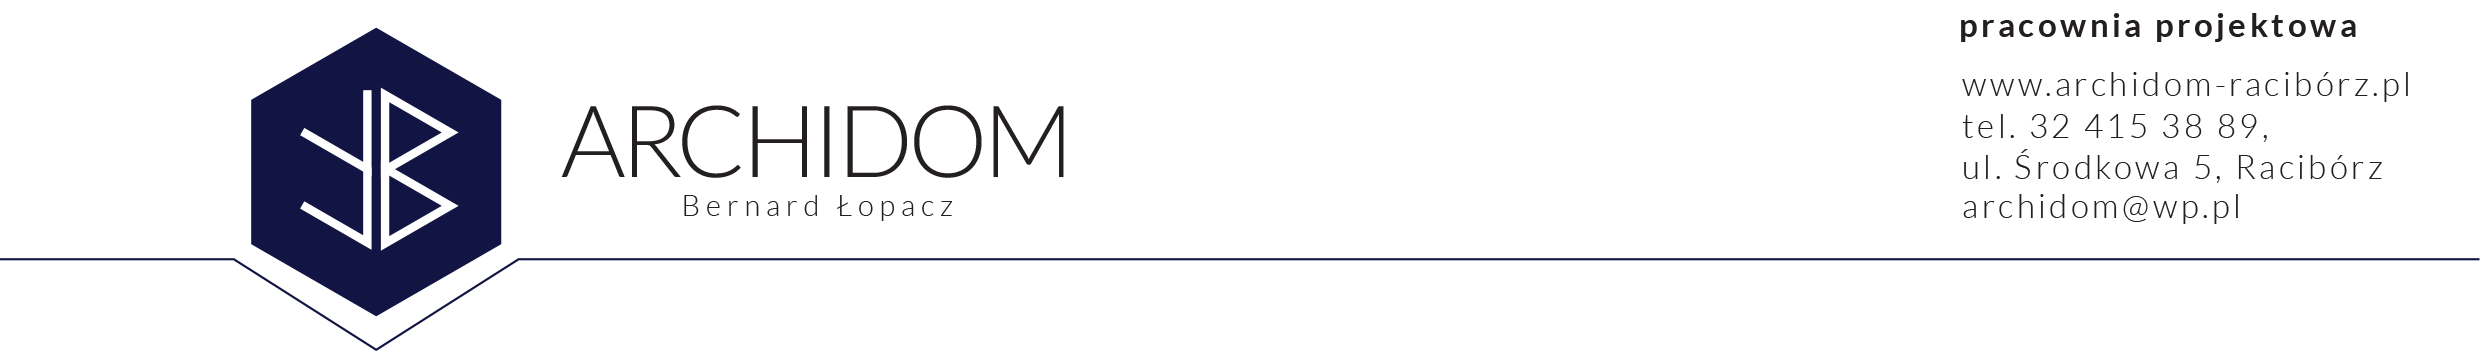 ARCHIDOM
Bernard Łopacz
pracownia projektowa
www.archidom-racibórz.pl
tel. 32 415 38 89,
ul. Środkowa 5, Racibórz
archidom@wp.pl